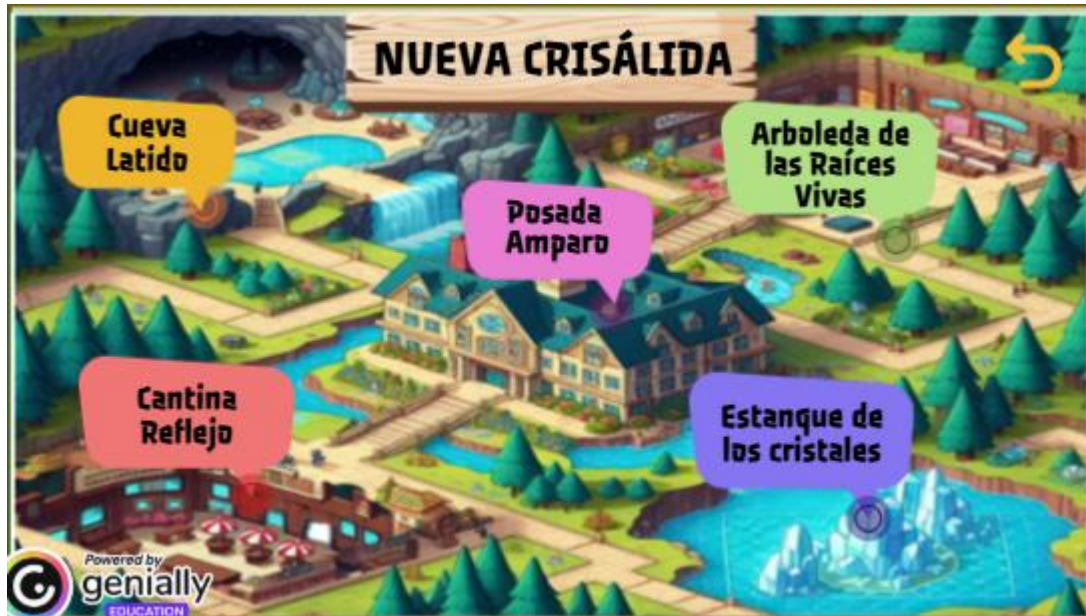 NUEVA CRISÁLIDA
Cueva
Latido
Arboleda de
las Raíces
Vivas
Posada
Amparo
Cantina
Reflejo
Estanque de
los cristales
Powered by
genially
EDUCATION